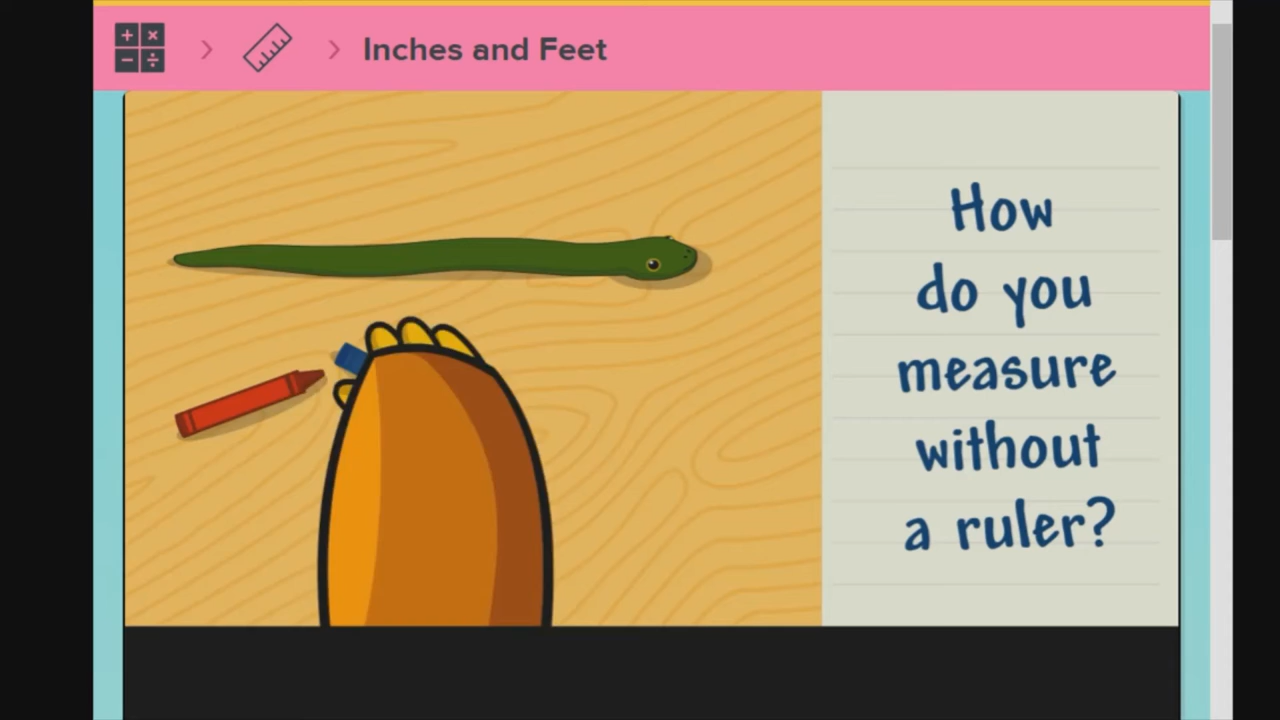 Inches and Feet
How
do you
measure
without
a ruler?